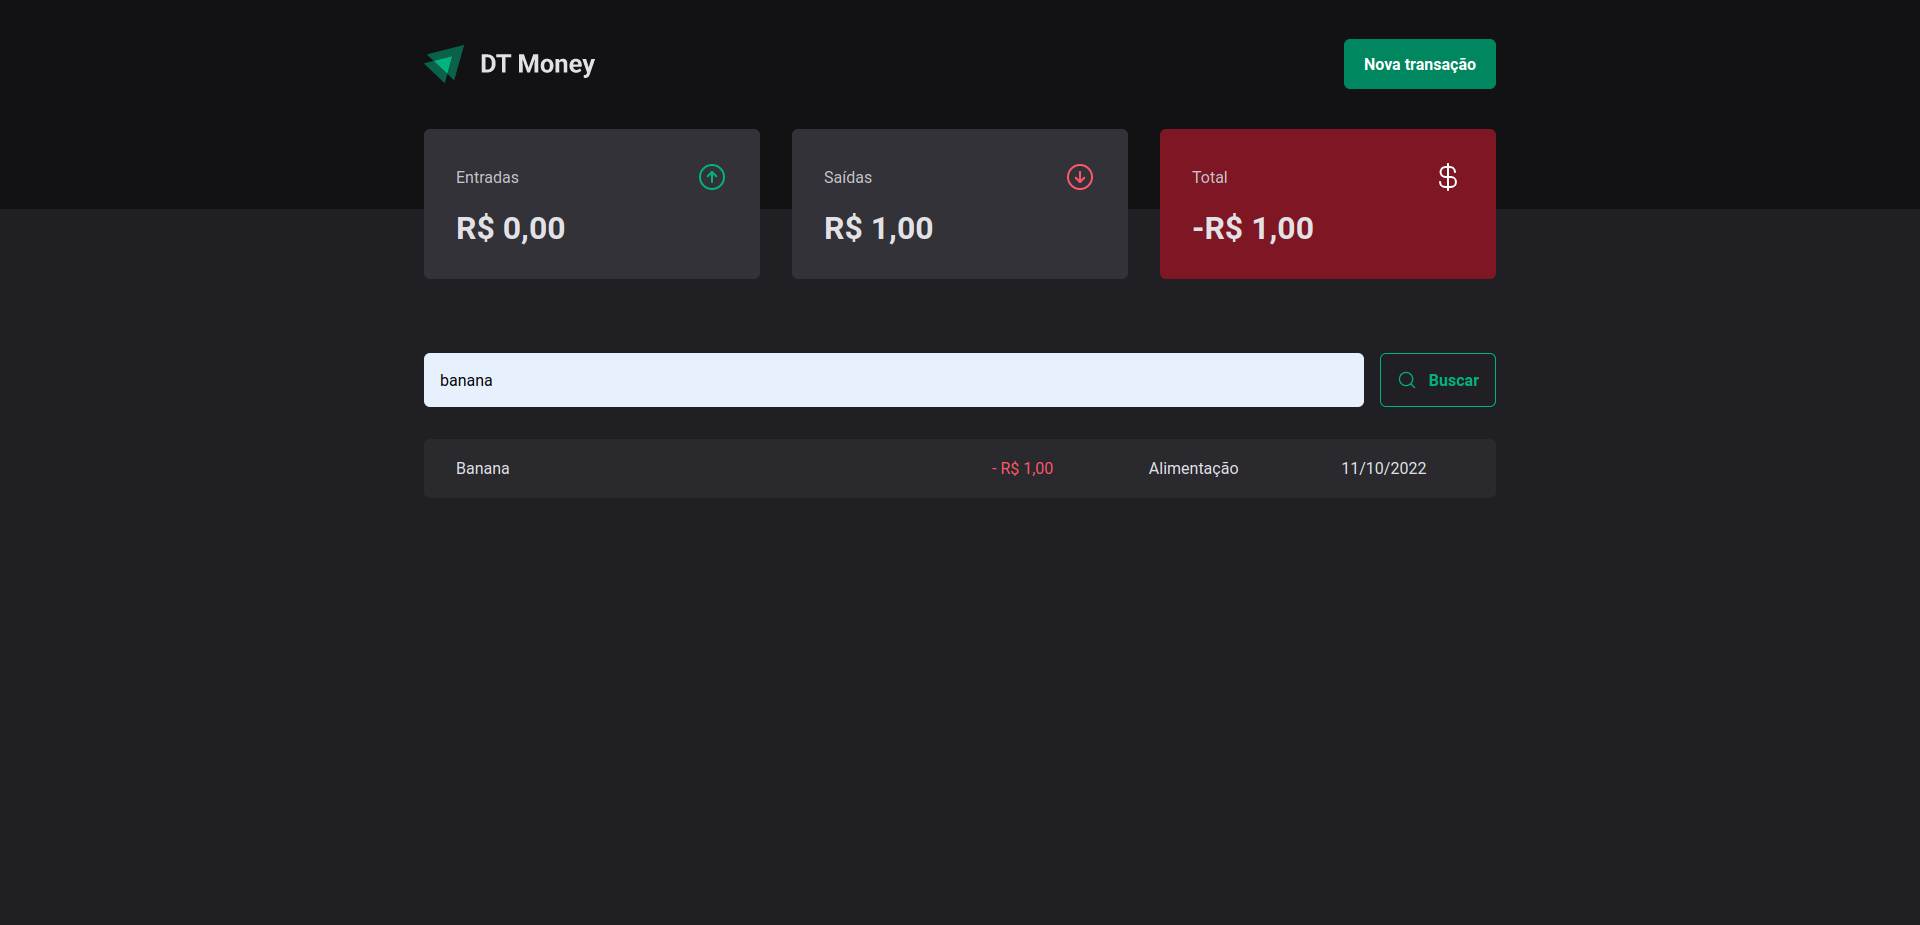 DT Money
Nova transação
Entradas
R$ 0,00
Saídas
R$ 1,00
Total
$
-R$ 1,00
banana
Buscar
Banana - R$ 1,00 Alimentação 11/10/2022